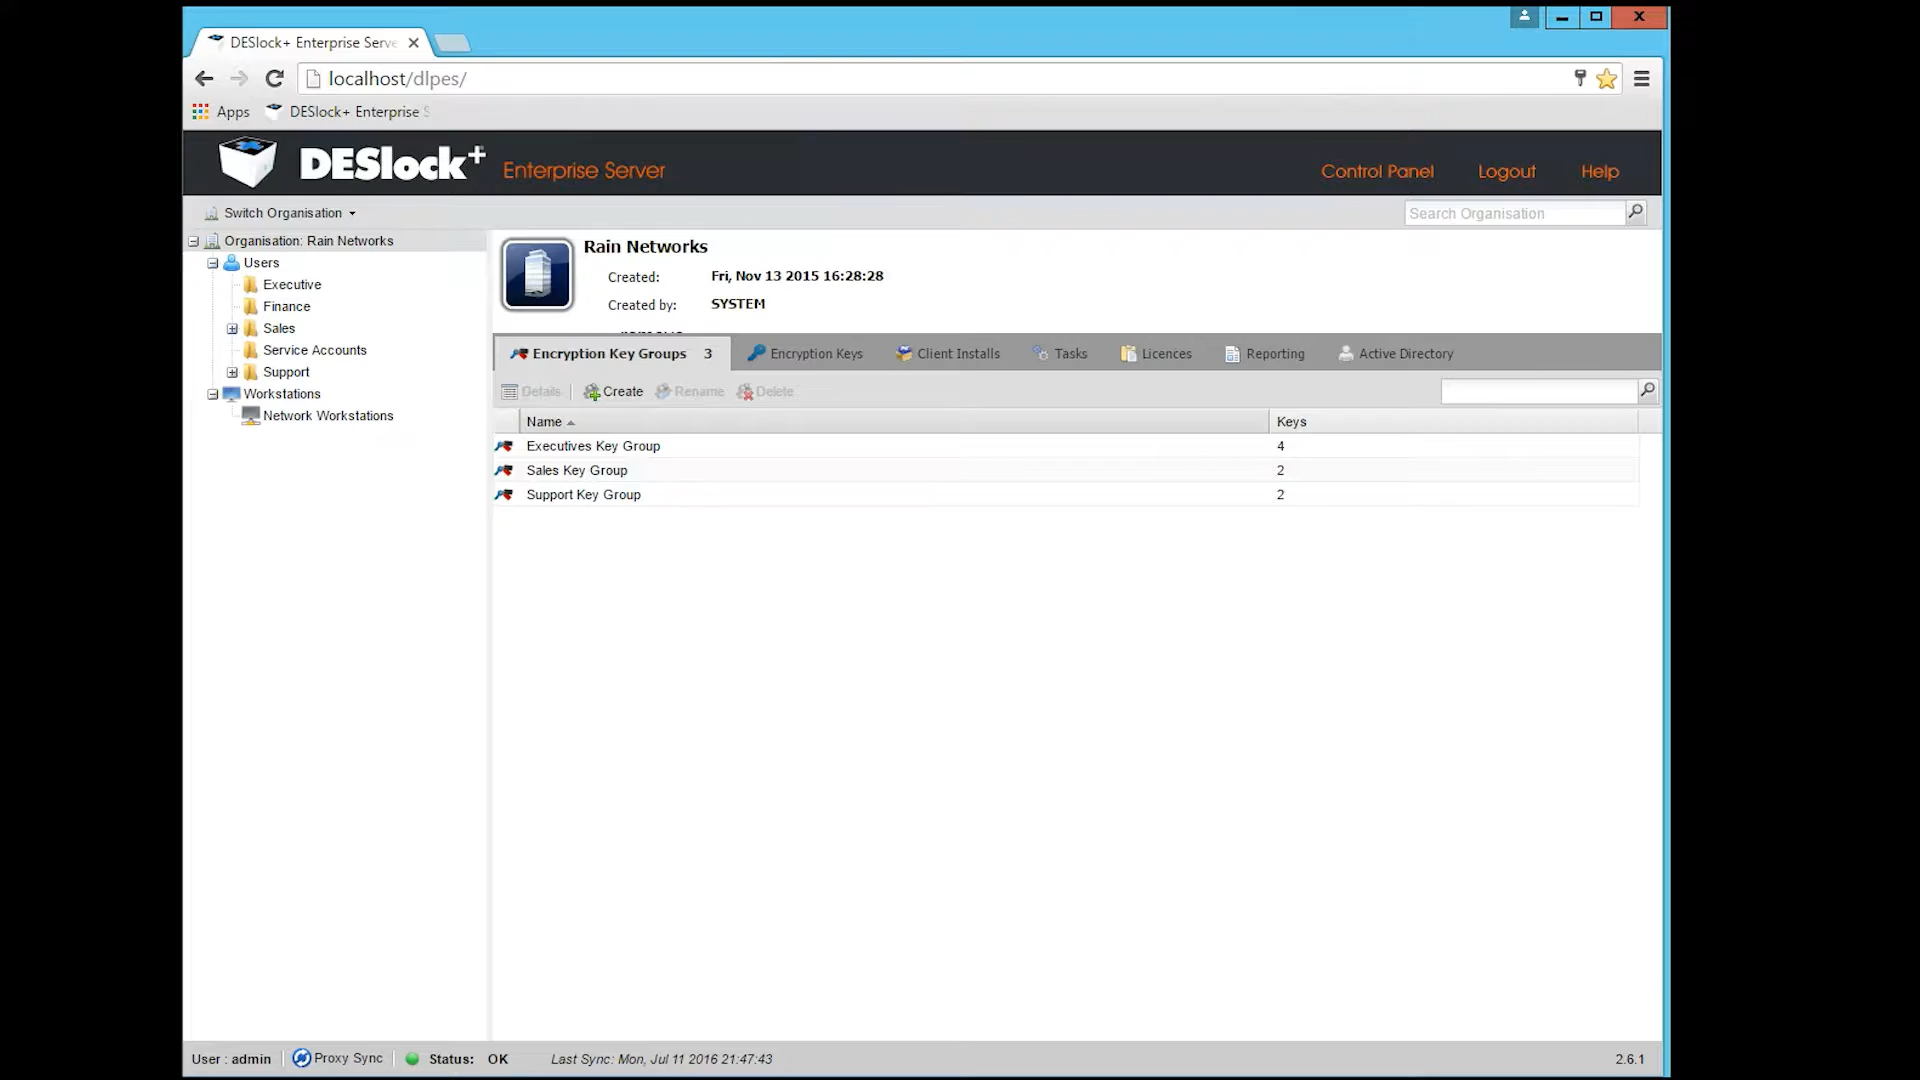 DESlock+ Enterprise Serve
localhost/dlpes/
Apps DESlock+ Enterprise S
DESlock+ Enterprise Server Control Panel Logout Help
Switch Organisation Search Organisation
Organisation: Rain Networks
Users
Executive
Finance
Sales
Service Accounts
Support
Workstations
Network Workstations
Rain Networks
Created: Fri, Nov 13 2015 16:28:28
Created by: SYSTEM
Encryption Key Groups 3 Encryption Keys Client Installs Tasks Licences Reporting Active Directory
Details Create Rename Delete
Name Keys
Executives Key Group 4
Sales Key Group 2
Support Key Group 2
User : admin Proxy Sync Status: OK Last Sync: Mon, Jul 11 2016 21:47:43 2.6.1